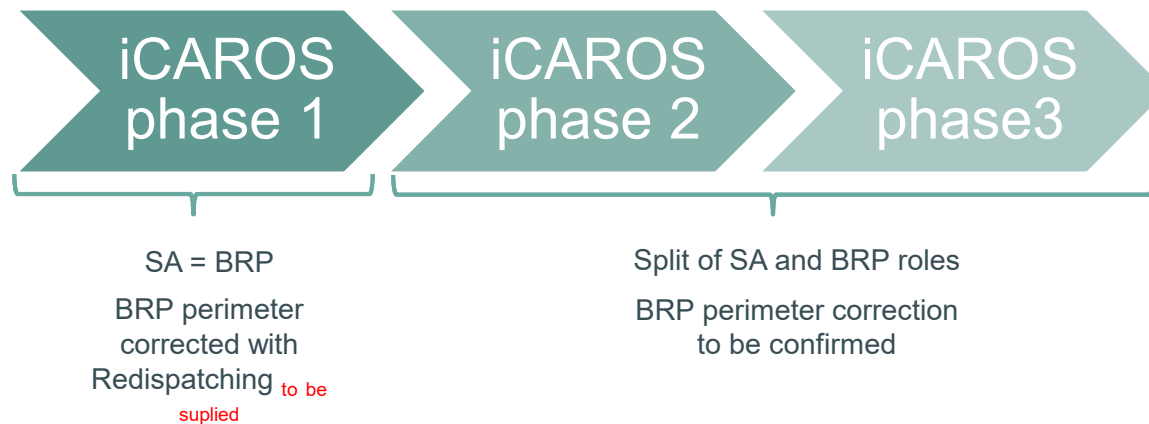 iCAROS
phase 1
iCAROS
phase 2
iCAROS
phase3
SA = BRP
BRP perimeter
corrected with
Redispatching to be
suplied
Split of SA and BRP roles
BRP perimeter correction
to be confirmed